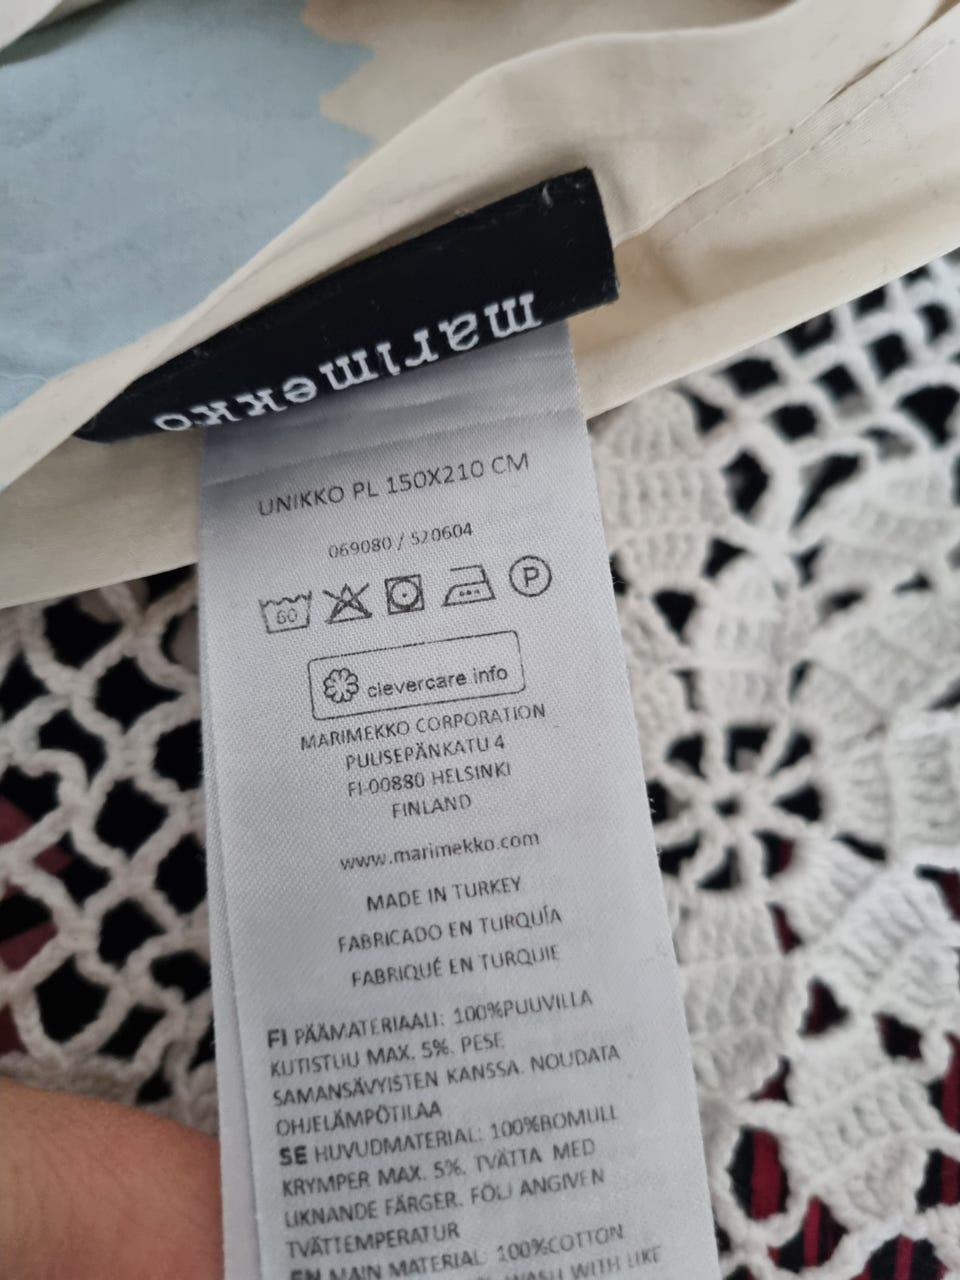 marimekko
UNIKKO PL 150X210 CM
069080 / 520604
60
P
clevercare.info
MARIMEKKO CORPORATION
PUUSEPÄNKATU 4
FI-00880 HELSINKI
FINLAND
www.marimekko.com
MADE IN TURKEY
FABRICADO EN TURQUÍA
FABRIQUÉ EN TURQUIE
FI PÄÄMATERIAALI: 100%PUUVILLA
KUTISTUU MAX. 5%. PESE
SAMANSÄVYISTEN KANSSA. NOUDATA
OHJELÄMPÖTILAA
SE HUVUDMATERIAL: 100%BOMULL
KRYMPER MAX. 5%. TVÄTTA MED
LIKNANDE FÄRGER. FÖLJ ANGIVEN
TVÄTTEMPERATUR
EN MAIN MATERIAL: 100%COTTON
WASH WITH LIKE